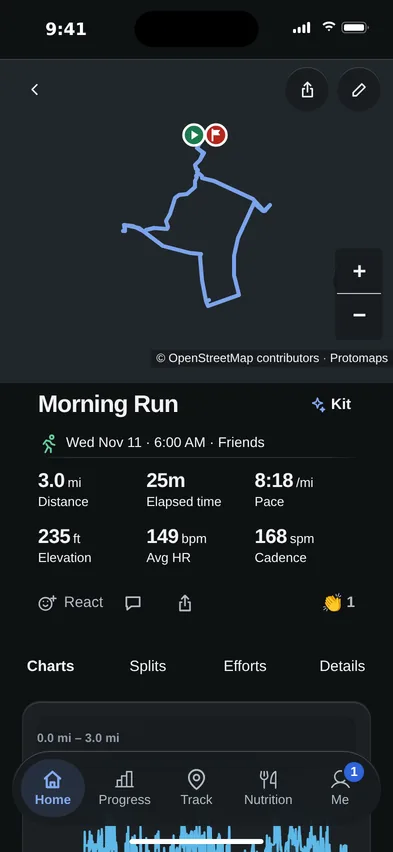 9:41
+
−
© OpenStreetMap contributors · Protomaps
Morning Run
Kit
Wed Nov 11 · 6:00 AM · Friends
3.0 mi 25m 8:18 /mi
Distance Elapsed time Pace
235 ft 149 bpm 168 spm
Elevation Avg HR Cadence
React 👏 1
Charts Splits Efforts Details
0.0 mi – 3.0 mi
1
Home Progress Track Nutrition Me